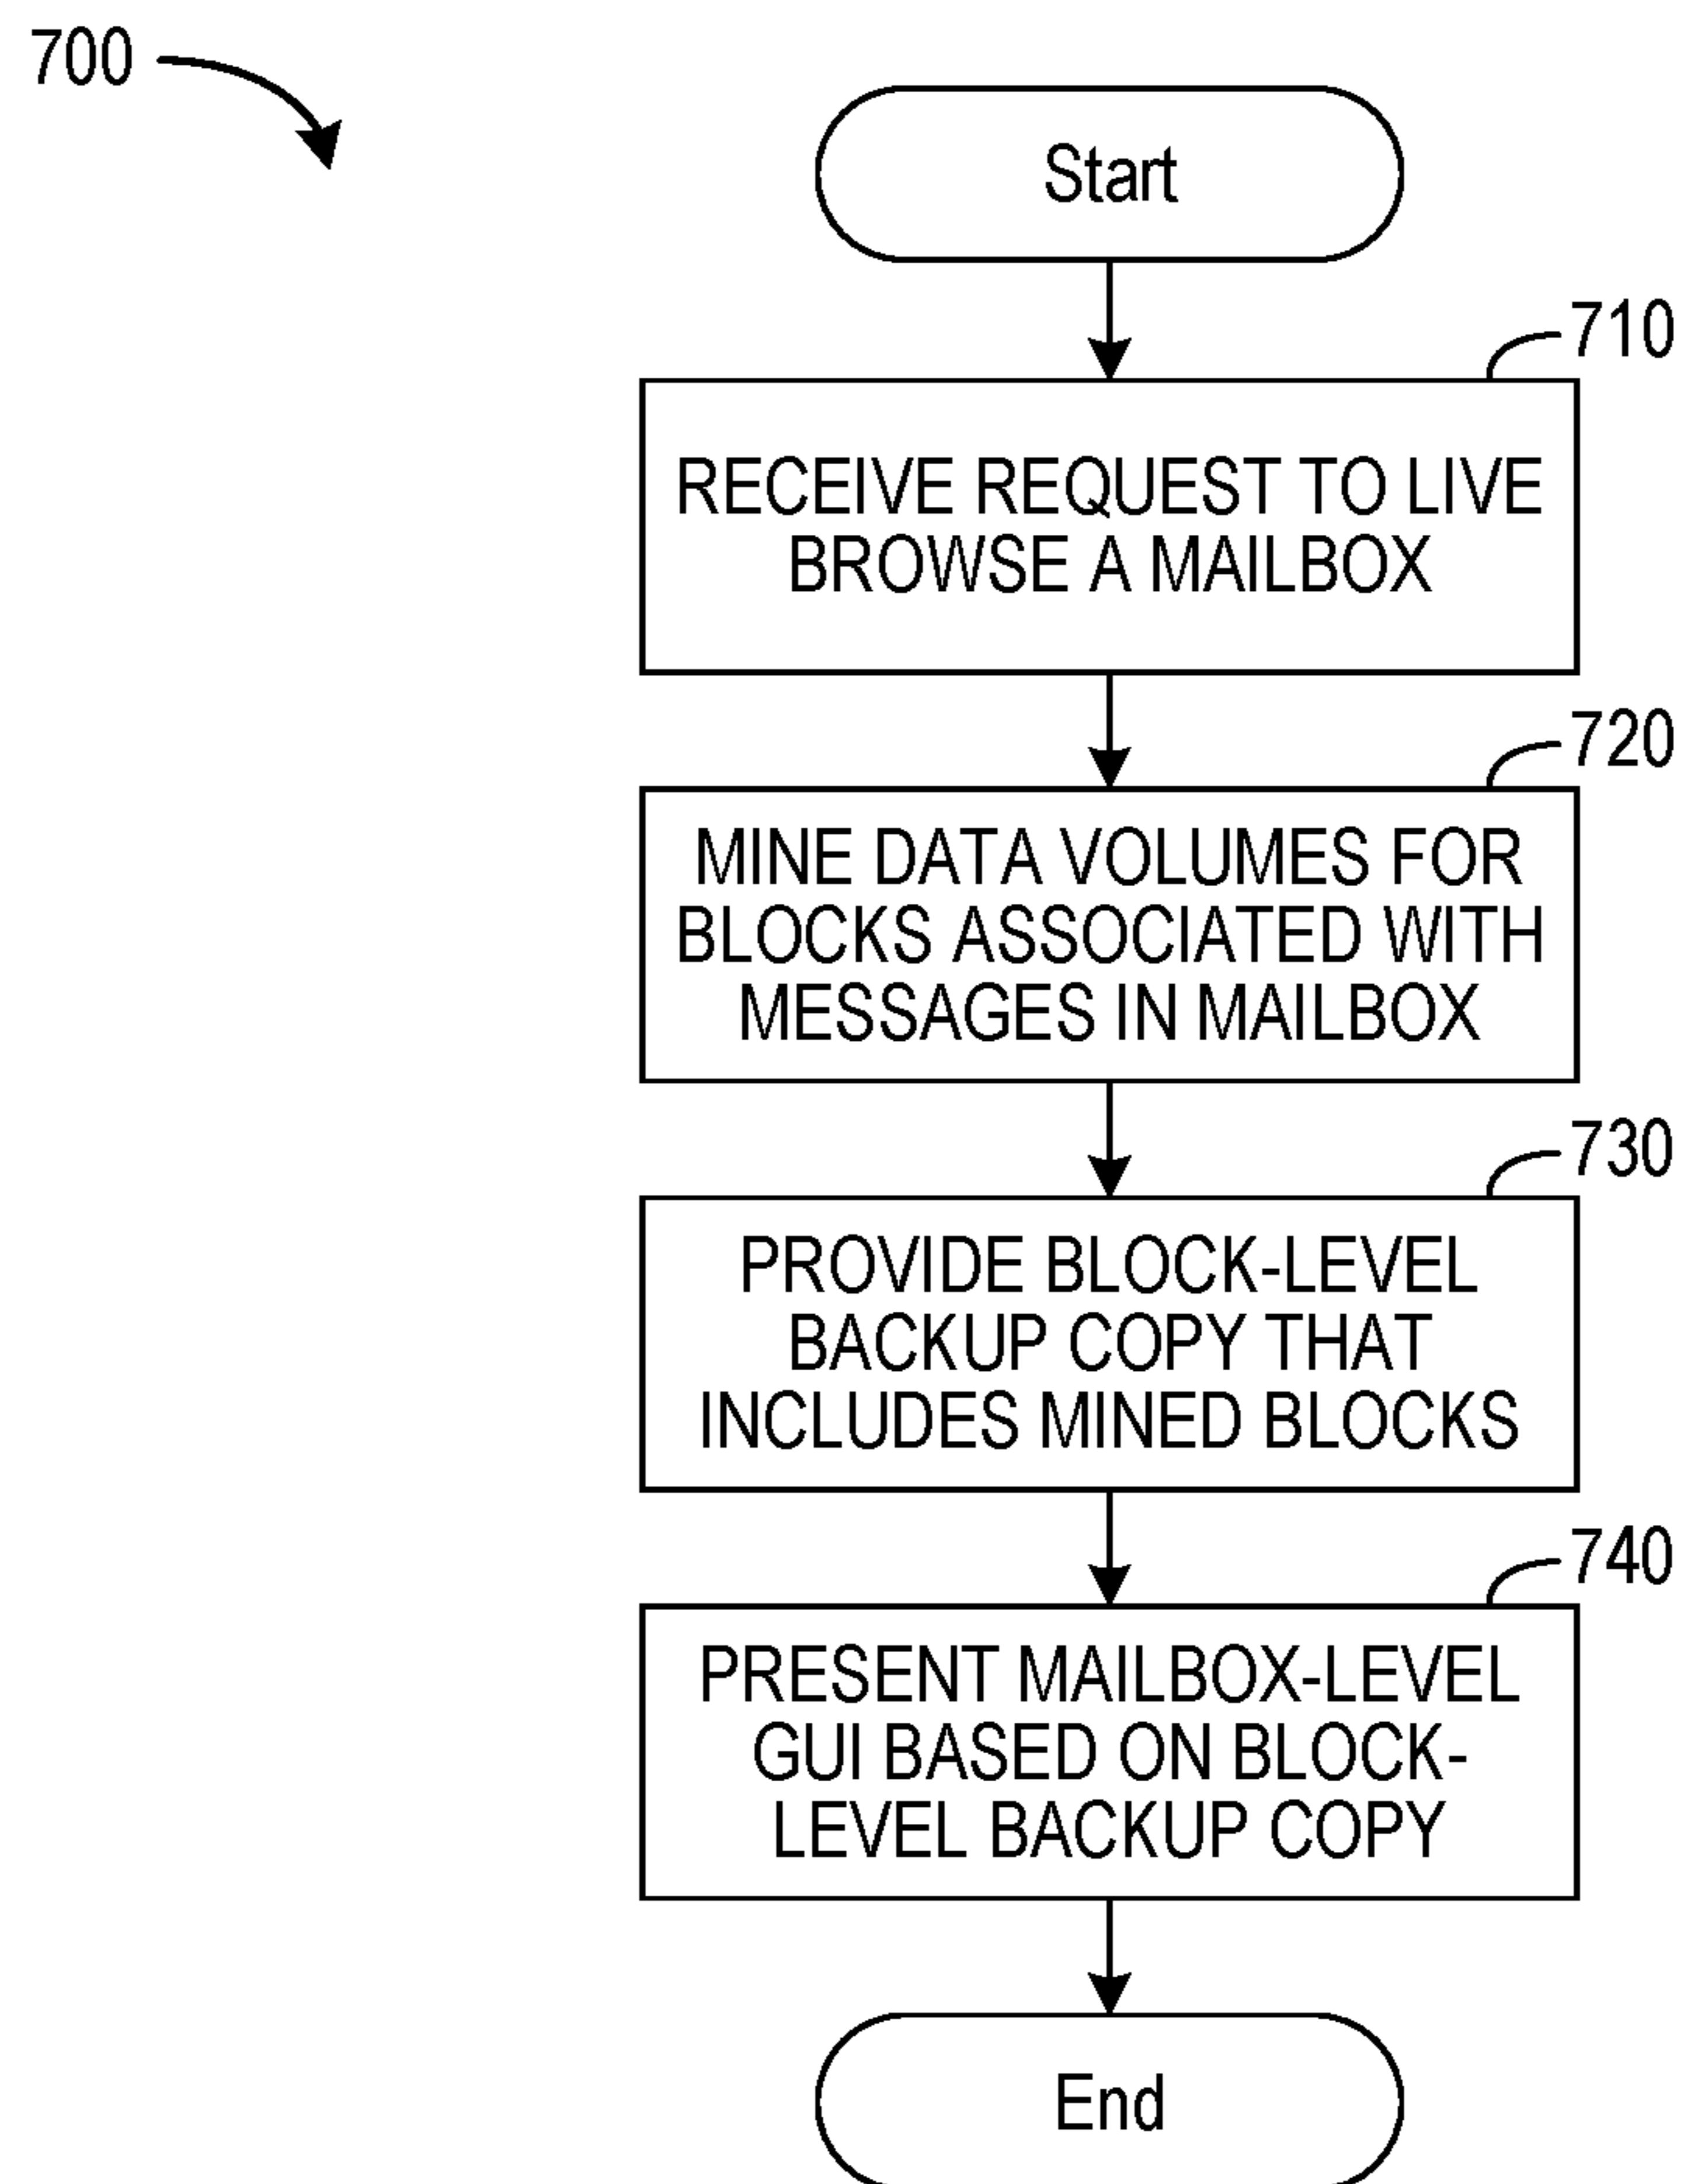 700
Start
710
RECEIVE REQUEST TO LIVE
BROWSE A MAILBOX
720
MINE DATA VOLUMES FOR
BLOCKS ASSOCIATED WITH
MESSAGES IN MAILBOX
730
PROVIDE BLOCK-LEVEL
BACKUP COPY THAT
INCLUDES MINED BLOCKS
740
PRESENT MAILBOX-LEVEL
GUI BASED ON BLOCK-
LEVEL BACKUP COPY
End